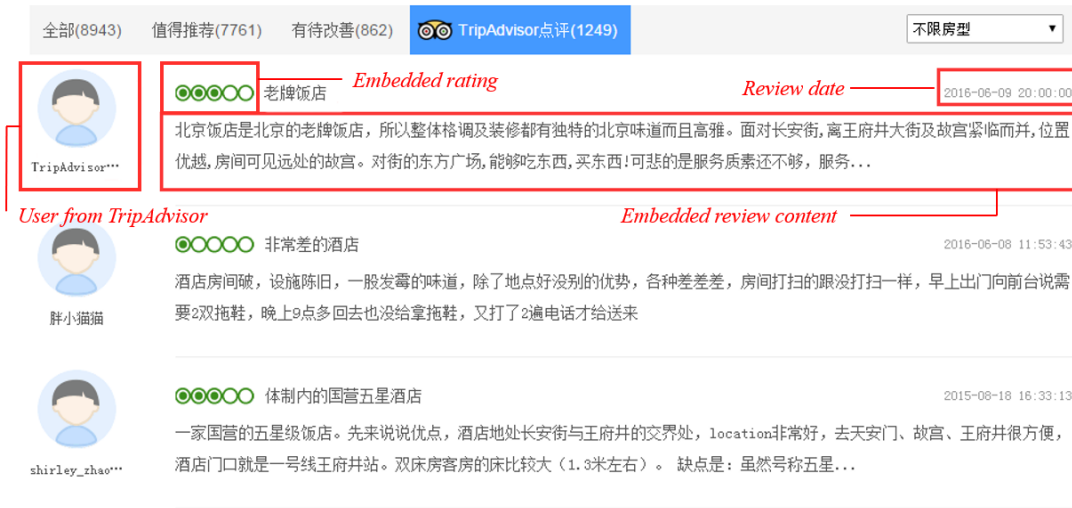 全部(8943) 值得推荐(7761) 有待改善(862) TripAdvisor点评(1249) 不限房型
Embedded rating
老牌饭店
Review date
2016-06-09 20:00:00
北京饭店是北京的老牌饭店，所以整体格调及装修都有独特的北京味道而且高雅。面对长安街,离王府井大街及故宫紧临而并,位置
优越,房间可见远处的故宫。对街的东方广场,能够吃东西,买东西!可悲的是服务质素还不够，服务...
TripAdvisor…
User from TripAdvisor
Embedded review content
非常差的酒店
2016-06-08 11:53:43
酒店房间破，设施陈旧，一般发霉的味道，除了地点好没别的优势，各种差差差，房间打扫的跟没打扫一样，早上出门向前台说需
要2双拖鞋，晚上9点多回去也没给拿拖鞋，又打了2遍电话才给送来
胖小猫猫
体制内的国营五星酒店
2015-08-18 16:33:13
一家国营的五星级饭店。先来说说优点，酒店地处长安街与王府井的交界处，location非常好，去天安门、故宫、王府井很方便，
酒店门口就是一号线王府井站。双床房客房的床比较大（1.3米左右）。 缺点是：虽然号称五星...
shirley_zhao…